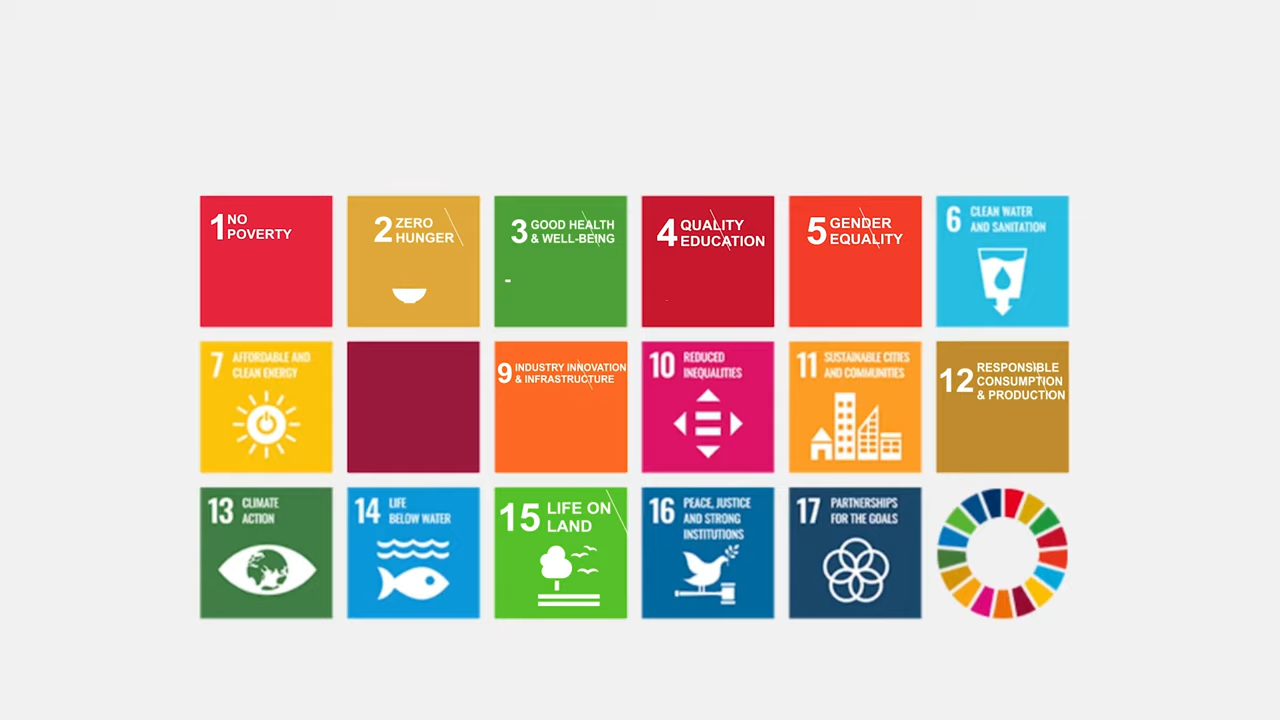 1 NO
POVERTY
2 ZERO
HUNGER
3 GOOD HEALTH
& WELL-BEING
4 QUALITY
EDUCATION
5 GENDER
EQUALITY
6 CLEAN WATER
AND SANITATION
7 AFFORDABLE AND
CLEAN ENERGY
9 INDUSTRY INNOVATION
& INFRASTRUCTURE
10 REDUCED
INEQUALITIES
11 SUSTAINABLE CITIES
AND COMMUNITIES
12 RESPONSIBLE
CONSUMPTION
& PRODUCTION
13 CLIMATE
ACTION
14 LIFE
BELOW WATER
15 LIFE ON
LAND
16 PEACE, JUSTICE
AND STRONG
INSTITUTIONS
17 PARTNERSHIPS
FOR THE GOALS